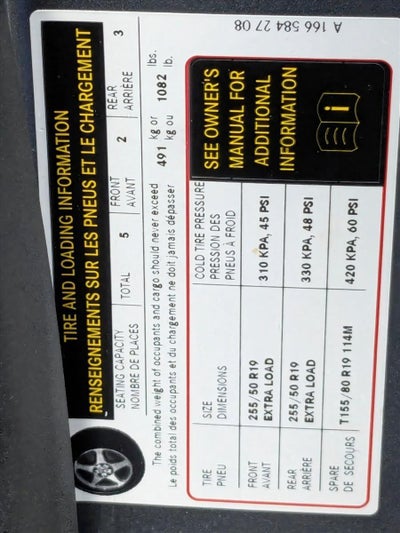 TIRE AND LOADING INFORMATION
RENSEIGNEMENTS SUR LES PNEUS ET LE CHARGEMENT
SEATING CAPACITY
NOMBRE DE PLACES
TOTAL 5
FRONT
AVANT
2
REAR
ARRIÈRE
3
The combined weight of occupants and cargo should never exceed 491 kg or 1082 lbs.
Le poids total des occupants et du chargement ne doit jamais dépasser kg ou lb.
TIRE
PNEU
SIZE
DIMENSIONS
COLD TIRE PRESSURE
PRESSION DES
PNEUS À FROID
FRONT
AVANT
255/50 R19
EXTRA LOAD
310 KPA, 45 PSI
REAR
ARRIÈRE
255/50 R19
EXTRA LOAD
330 KPA, 48 PSI
SPARE
DE SECOURS
T155/80 R19 114M
420 KPA, 60 PSI
SEE OWNER'S
MANUAL FOR
ADDITIONAL
INFORMATION
i
A 166 584 27 08